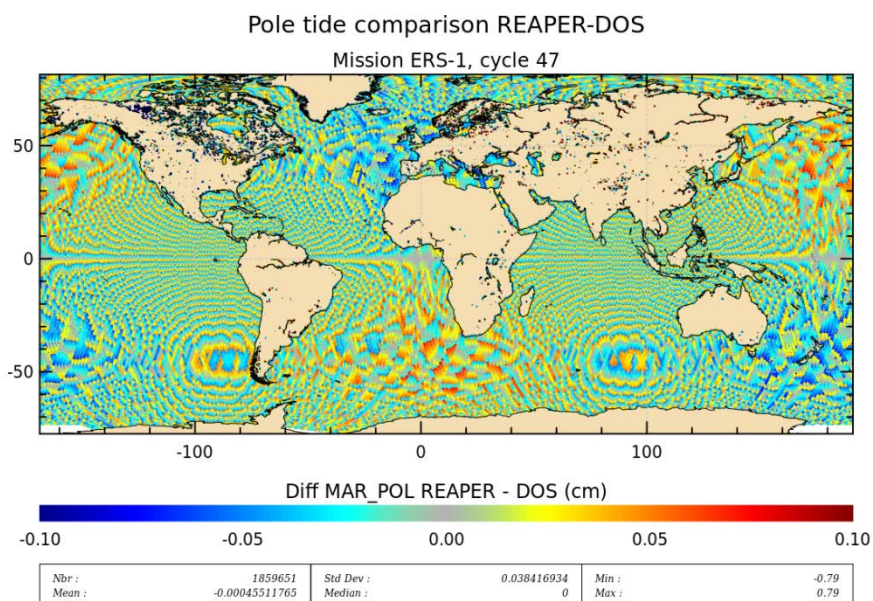 Pole tide comparison REAPER-DOS
Mission ERS-1, cycle 47
50
0
-50
-100 0 100
Diff MAR_POL REAPER - DOS (cm)
-0.10 -0.05 0.00 0.05 0.10
Nbr : 1859651 Std Dev : 0.038416934 Min : -0.79
Mean : -0.00045511765 Median : 0 Max : 0.79